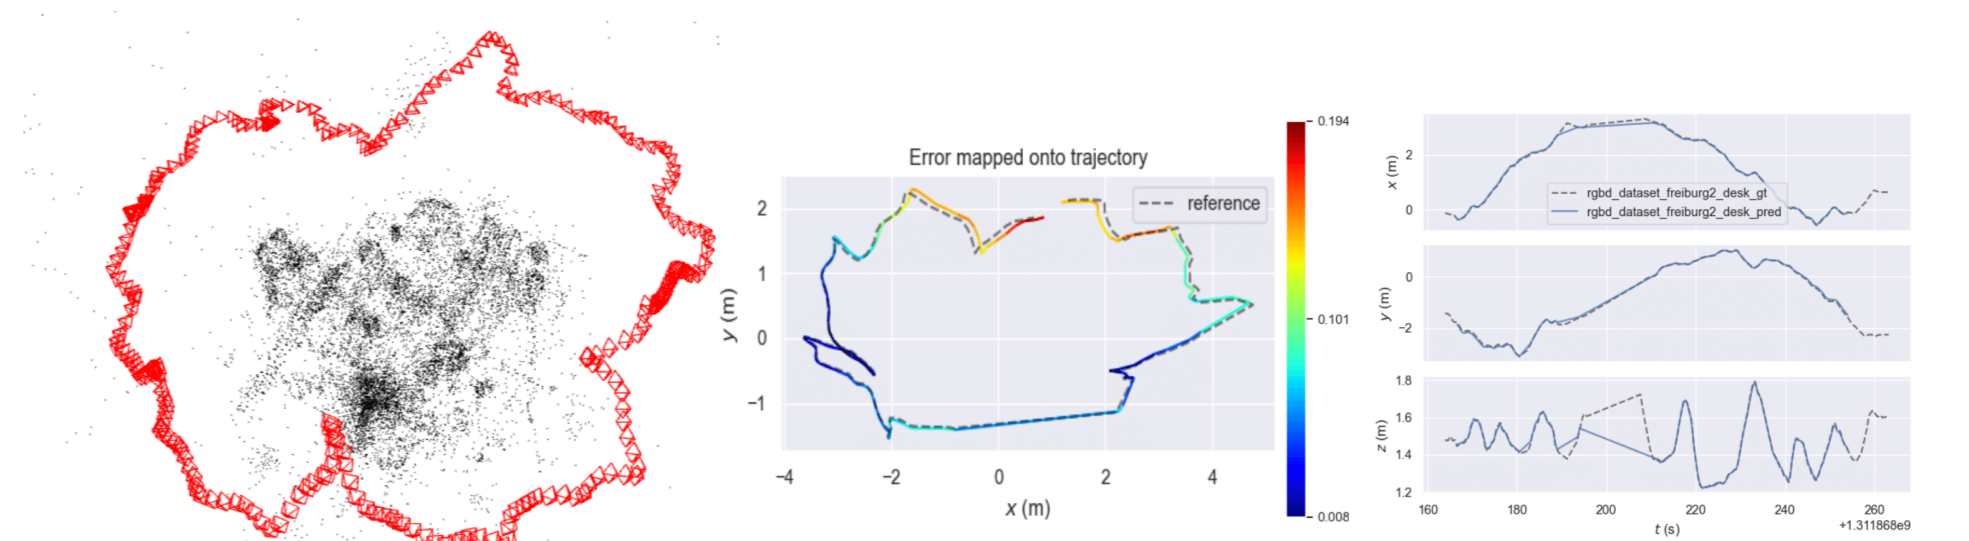 Error mapped onto trajectory
reference
y (m)
2
1
0
−1
−4
−2
0
2
4
x (m)
0.194
0.101
0.008
x (m)
2
0
rgbd_dataset_freiburg2_desk_gt
rgbd_dataset_freiburg2_desk_pred
y (m)
0
−2
z (m)
1.8
1.6
1.4
1.2
160
180
200
220
240
260
t (s)
+1.311868e9